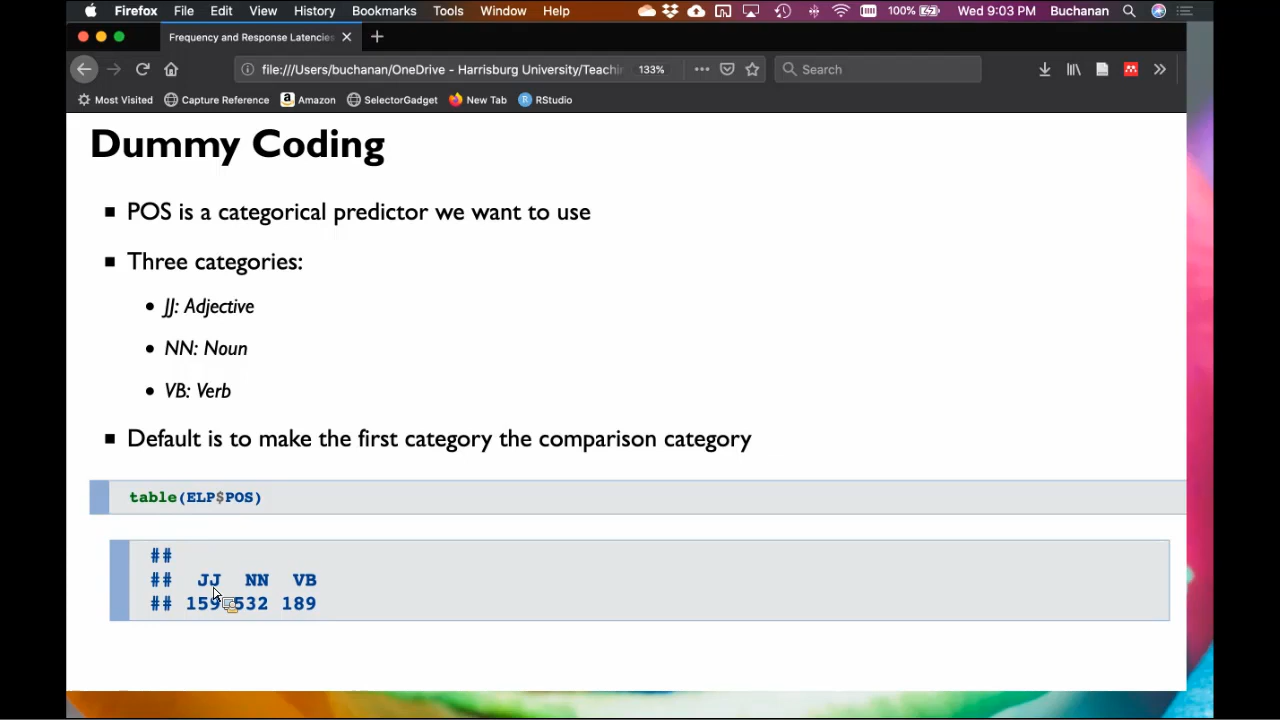 Firefox File Edit View History Bookmarks Tools Window Help 100% Wed 9:03 PM Buchanan
Frequency and Response Latencies
file:///Users/buchanan/OneDrive - Harrisburg University/Teachin 133% Search
Most Visited Capture Reference Amazon SelectorGadget New Tab RStudio
Dummy Coding
POS is a categorical predictor we want to use
Three categories:
JJ: Adjective
NN: Noun
VB: Verb
Default is to make the first category the comparison category
table(ELP$POS)
##
## JJ NN VB
## 159 532 189